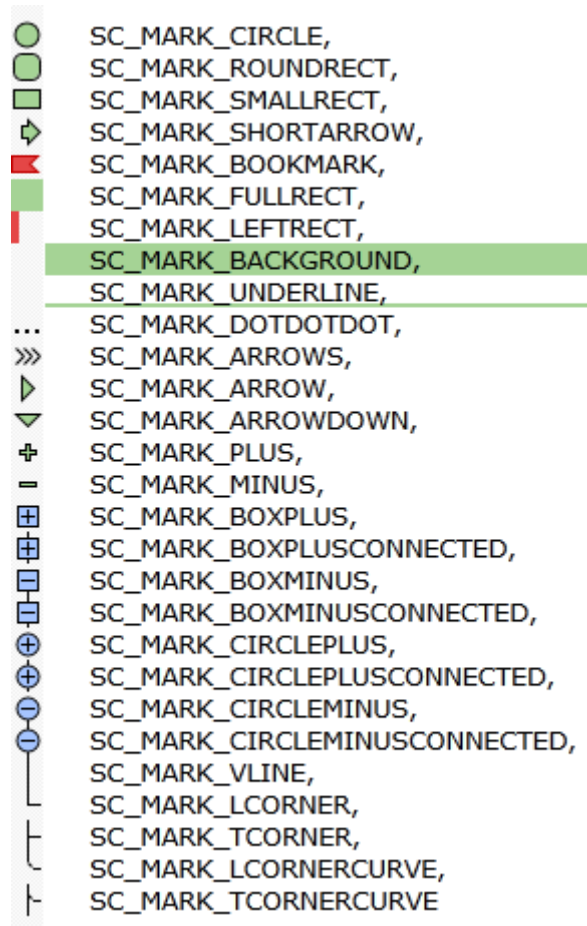 SC_MARK_CIRCLE,
SC_MARK_ROUNDRECT,
SC_MARK_SMALLRECT,
SC_MARK_SHORTARROW,
SC_MARK_BOOKMARK,
SC_MARK_FULLRECT,
SC_MARK_LEFTRECT,
SC_MARK_BACKGROUND,
SC_MARK_UNDERLINE,
SC_MARK_DOTDOTDOT,
SC_MARK_ARROWS,
SC_MARK_ARROW,
SC_MARK_ARROWDOWN,
SC_MARK_PLUS,
SC_MARK_MINUS,
SC_MARK_BOXPLUS,
SC_MARK_BOXPLUSCONNECTED,
SC_MARK_BOXMINUS,
SC_MARK_BOXMINUSCONNECTED,
SC_MARK_CIRCLEPLUS,
SC_MARK_CIRCLEPLUSCONNECTED,
SC_MARK_CIRCLEMINUS,
SC_MARK_CIRCLEMINUSCONNECTED,
SC_MARK_VLINE,
SC_MARK_LCORNER,
SC_MARK_TCORNER,
SC_MARK_LCORNERCURVE,
SC_MARK_TCORNERCURVE